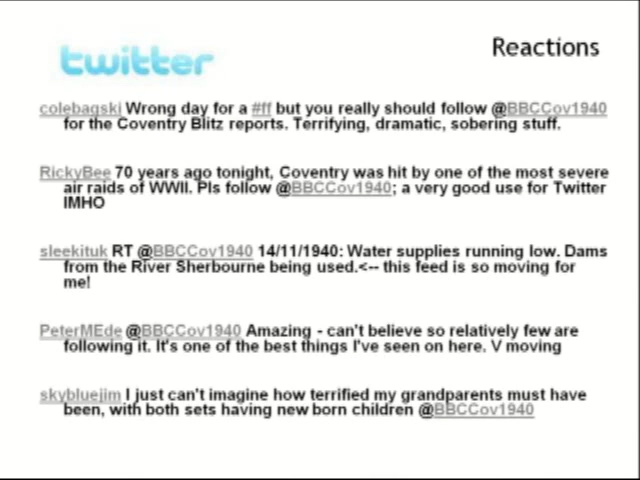 twitter
Reactions
colebagski Wrong day for a #ff but you really should follow @BBCCov1940
for the Coventry Blitz reports. Terrifying, dramatic, sobering stuff.
RickyBee 70 years ago tonight, Coventry was hit by one of the most severe
air raids of WWII. Pls follow @BBCCov1940; a very good use for Twitter
IMHO
sleekituk RT @BBCCov1940 14/11/1940: Water supplies running low. Dams
from the River Sherbourne being used.<-- this feed is so moving for
me!
PeterMEde @BBCCov1940 Amazing - can't believe so relatively few are
following it. It's one of the best things I've seen on here. V moving
skybluejim I just can't imagine how terrified my grandparents must have
been, with both sets having new born children @BBCCov1940